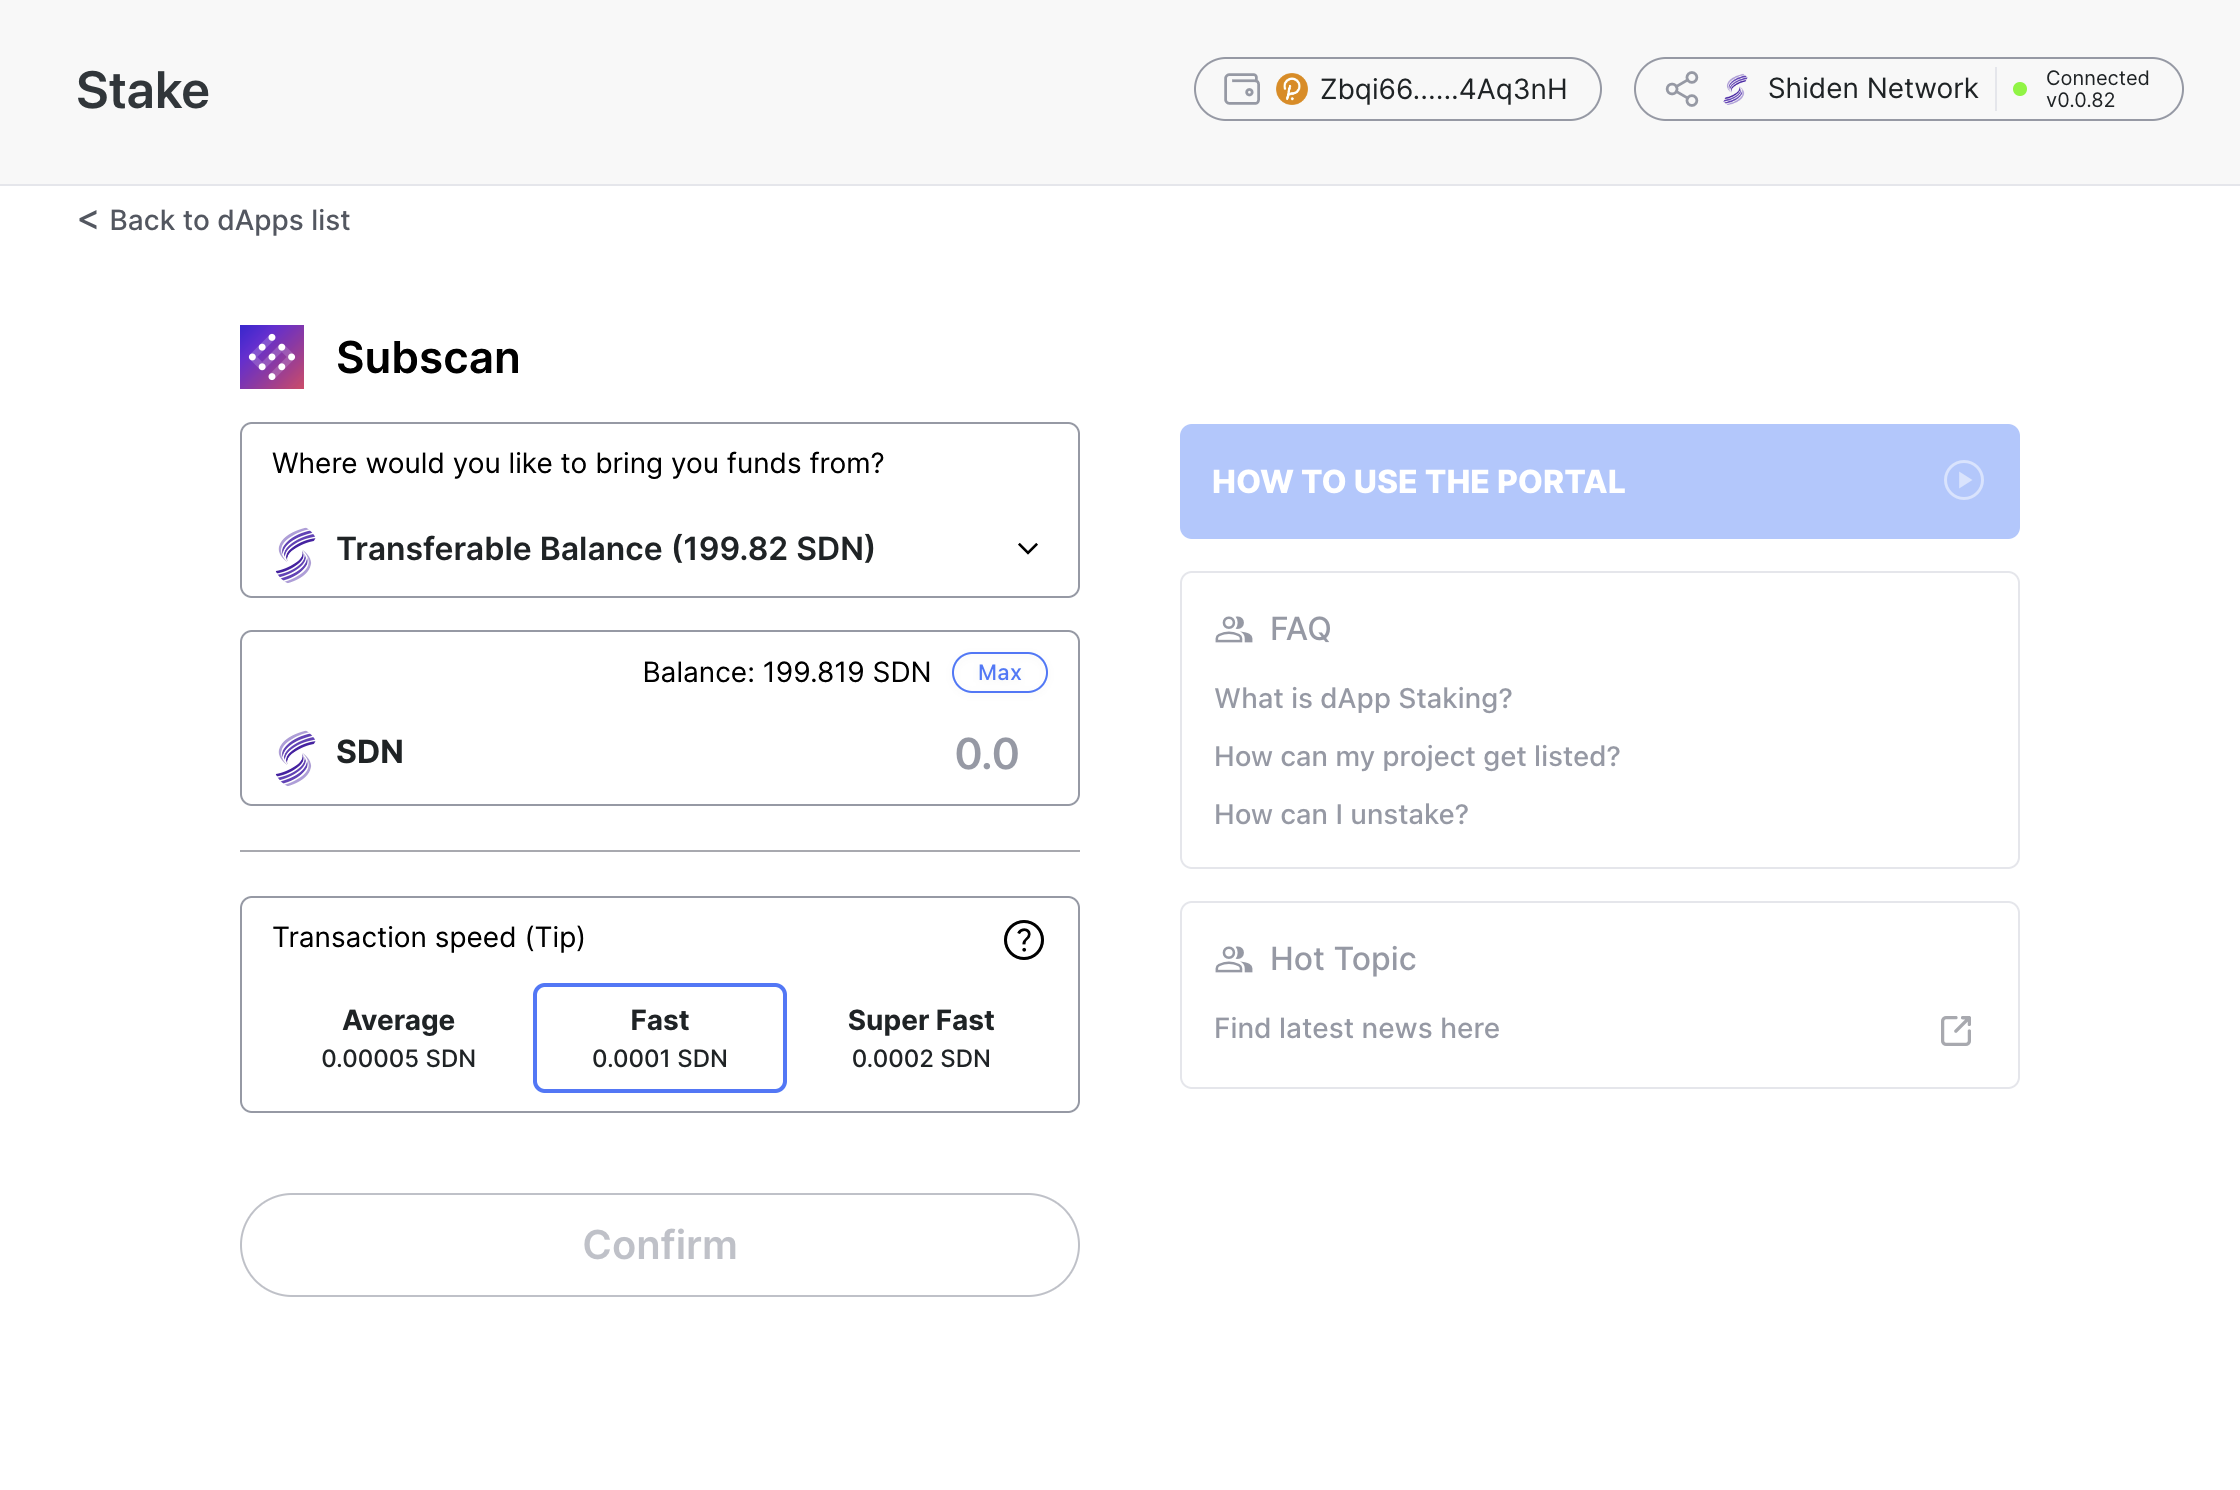 Stake
Zbqi66......4Aq3nH
Shiden Network
Connected
v0.0.82
< Back to dApps list
Subscan
Where would you like to bring you funds from?
Transferable Balance (199.82 SDN)
Balance: 199.819 SDN
Max
SDN
0.0
Transaction speed (Tip)
Average
0.00005 SDN
Fast
0.0001 SDN
Super Fast
0.0002 SDN
Confirm
HOW TO USE THE PORTAL
FAQ
What is dApp Staking?
How can my project get listed?
How can I unstake?
Hot Topic
Find latest news here